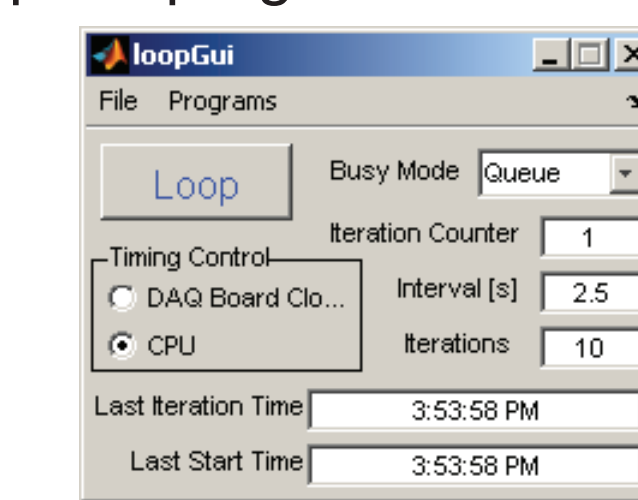 loopGui
File Programs
Loop
Busy Mode Queue
Iteration Counter 1
Timing Control
DAQ Board Clo...
Interval [s] 2.5
CPU
Iterations 10
Last Iteration Time 3:53:58 PM
Last Start Time 3:53:58 PM